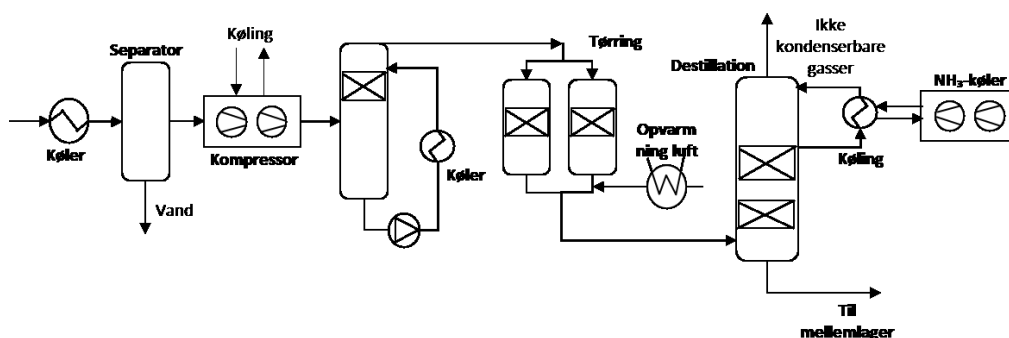 Køler
Separator
Vand
Køling
Kompressor
Køler
Tørring
Opvarm
ning luft
Destillation
Ikke
kondenserbare
gasser
Køling
NH₃-køler
Til
mellemlager